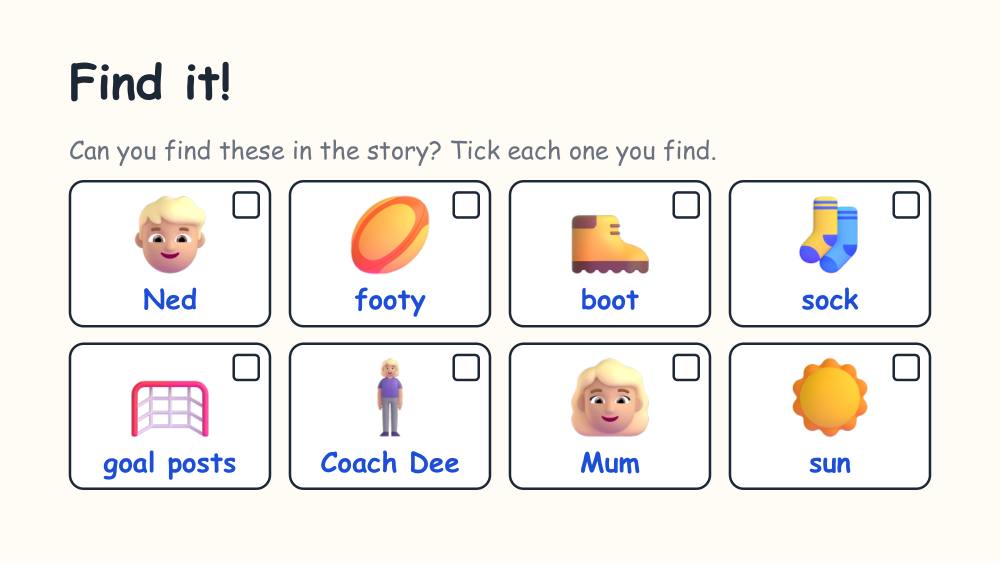 Find it!
Can you find these in the story? Tick each one you find.
Ned
footy
boot
sock
goal posts
Coach Dee
Mum
sun